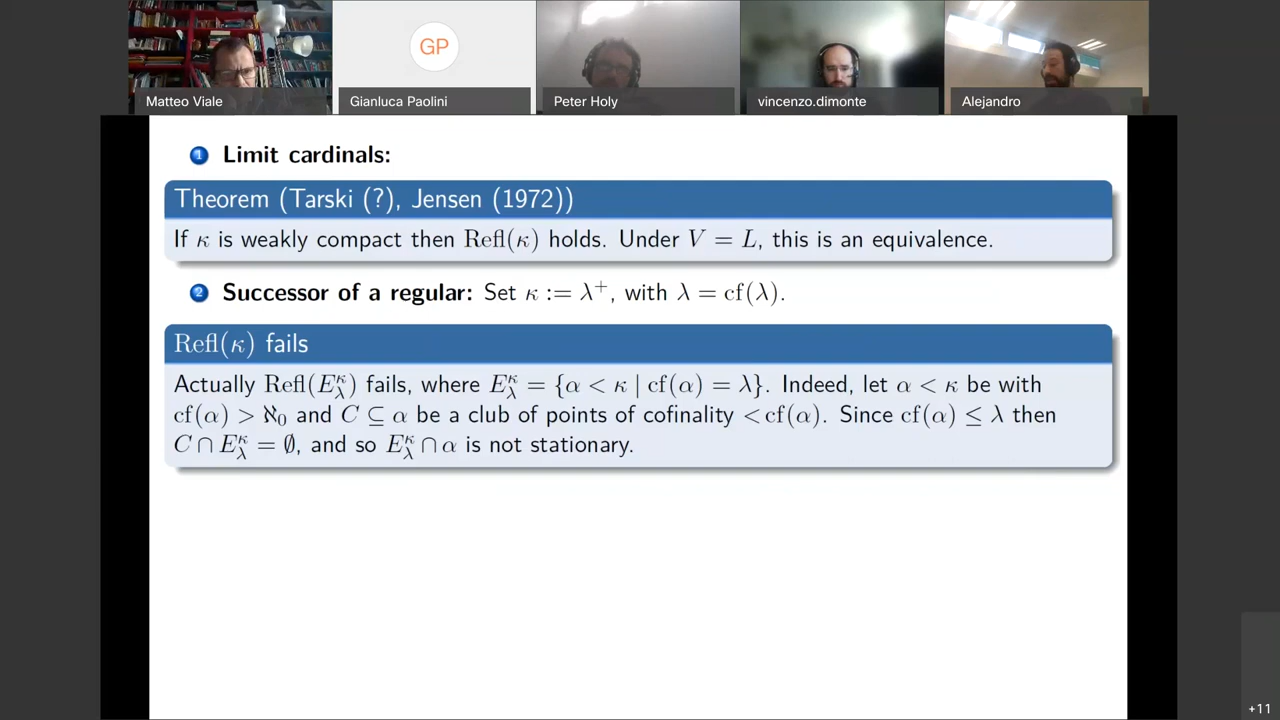 GP
Matteo Viale
Gianluca Paolini
Peter Holy
vincenzo.dimonte
Alejandro
1 Limit cardinals:
Theorem (Tarski (?), Jensen (1972))
If κ is weakly compact then Refl(κ) holds. Under V = L, this is an equivalence.
2 Successor of a regular: Set κ := λ⁺, with λ = cf(λ).
Refl(κ) fails
Actually Refl(E^κ_λ) fails, where E^κ_λ = {α < κ | cf(α) = λ}. Indeed, let α < κ be with
cf(α) > ℵ₀ and C ⊆ α be a club of points of cofinality < cf(α). Since cf(α) ≤ λ then
C ∩ E^κ_λ = ∅, and so E^κ_λ ∩ α is not stationary.
+11